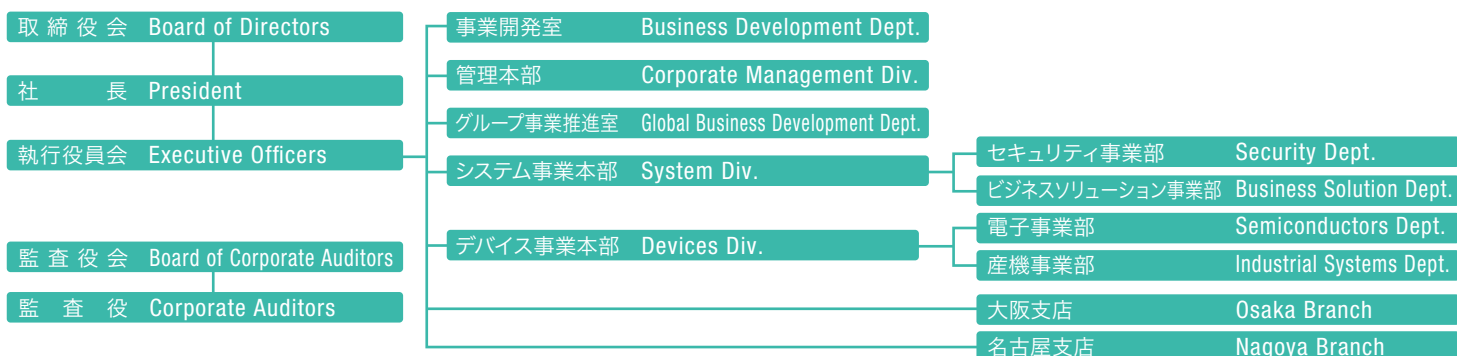 取締役会 Board of Directors
社長 President
執行役員会 Executive Officers
監査役会 Board of Corporate Auditors
監査役 Corporate Auditors
事業開発室 Business Development Dept.
管理本部 Corporate Management Div.
グループ事業推進室 Global Business Development Dept.
システム事業本部 System Div.
デバイス事業本部 Devices Div.
セキュリティ事業部 Security Dept.
ビジネスソリューション事業部 Business Solution Dept.
電子事業部 Semiconductors Dept.
産機事業部 Industrial Systems Dept.
大阪支店 Osaka Branch
名古屋支店 Nagoya Branch